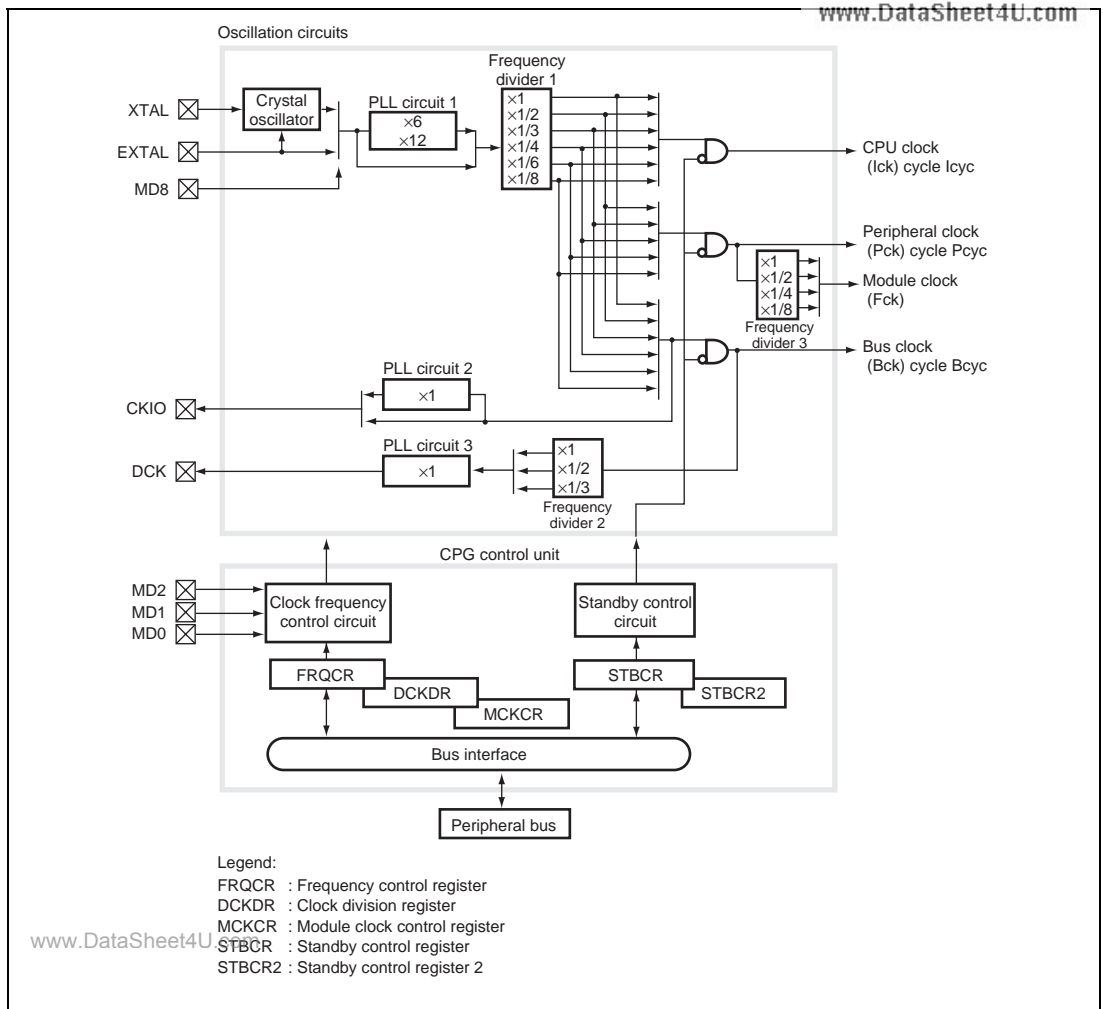 www.DataSheet4U.com
Oscillation circuits
XTAL
Crystal
oscillator
EXTAL
MD8
PLL circuit 1
×6
×12
Frequency
divider 1
×1
×1/2
×1/3
×1/4
×1/6
×1/8
CPU clock
(Ick) cycle Icyc
Peripheral clock
(Pck) cycle Pcyc
×1
×1/2
×1/4
×1/8
Frequency
divider 3
Module clock
(Fck)
Bus clock
(Bck) cycle Bcyc
PLL circuit 2
×1
CKIO
PLL circuit 3
×1
DCK
×1
×1/2
×1/3
Frequency
divider 2
CPG control unit
MD2
MD1
MD0
Clock frequency
control circuit
Standby control
circuit
FRQCR
DCKDR
MCKCR
STBCR
STBCR2
Bus interface
Peripheral bus
Legend:
FRQCR : Frequency control register
DCKDR : Clock division register
MCKCR : Module clock control register
www.DataSheet4U.com
STBCR : Standby control register
STBCR2 : Standby control register 2